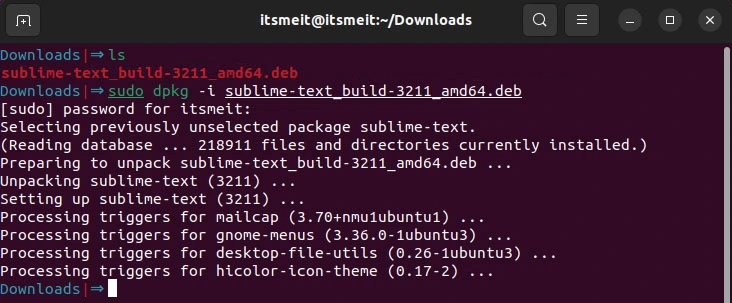 itsmeit@itsmeit:~/Downloads
Downloads|⇒ ls
sublime-text_build-3211_amd64.deb
Downloads|⇒ sudo dpkg -i sublime-text_build-3211_amd64.deb
[sudo] password for itsmeit:
Selecting previously unselected package sublime-text.
(Reading database ... 218911 files and directories currently installed.)
Preparing to unpack sublime-text_build-3211_amd64.deb ...
Unpacking sublime-text (3211) ...
Setting up sublime-text (3211) ...
Processing triggers for mailcap (3.70+nmu1ubuntu1) ...
Processing triggers for gnome-menus (3.36.0-1ubuntu3) ...
Processing triggers for desktop-file-utils (0.26-1ubuntu3) ...
Processing triggers for hicolor-icon-theme (0.17-2) ...
Downloads|⇒